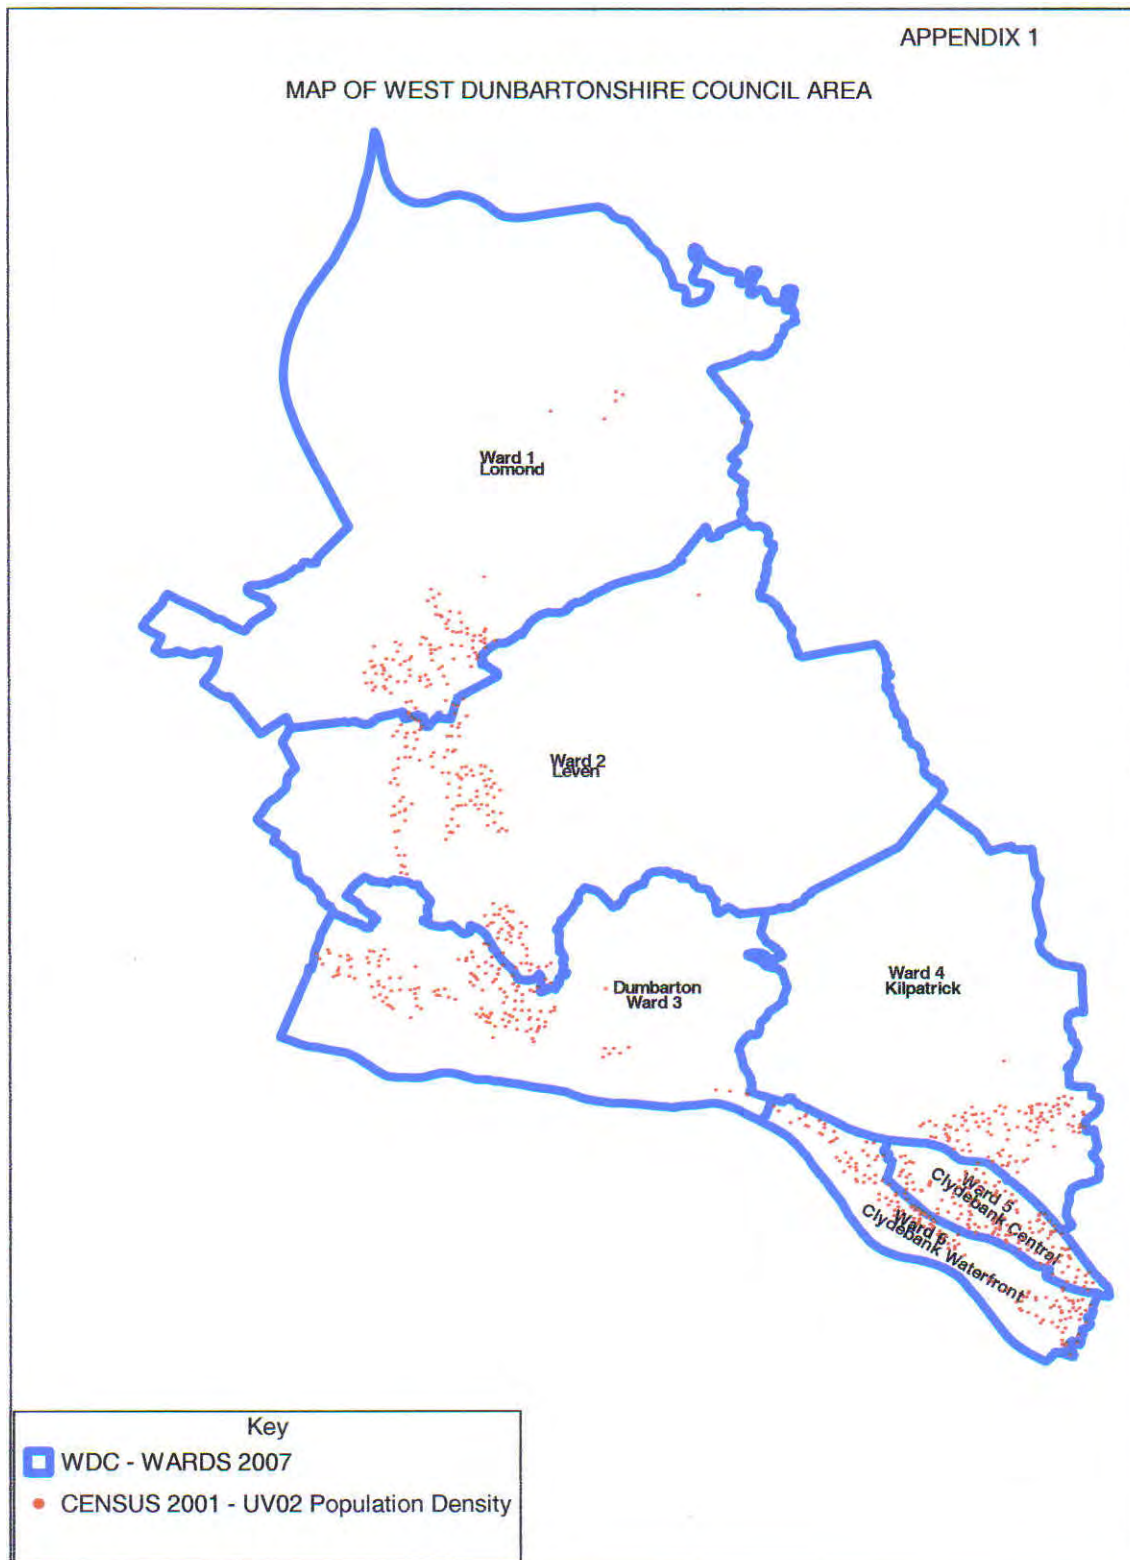 APPENDIX 1
MAP OF WEST DUNBARTONSHIRE COUNCIL AREA
Ward 1
Lomond
Ward 2
Leven
Dumbarton
Ward 3
Ward 4
Kilpatrick
Ward 5
Clydebank Central
Ward 6
Clydebank Waterfront
Key
WDC - WARDS 2007
CENSUS 2001 - UV02 Population Density